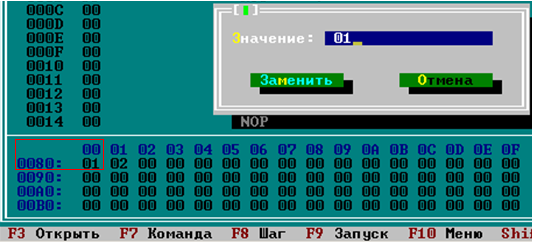 000C 00
000D 00
000E 00
000F 00
0010 00
0011 00
0012 00
0013 00
0014 00
Значение: 01_
Заменить Отмена
NOP
00 01 02 03 04 05 06 07 08 09 0A 0B 0C 0D 0E 0F
0080: 01 02 00 00 00 00 00 00 00 00 00 00 00 00 00 00
0090: 00 00 00 00 00 00 00 00 00 00 00 00 00 00 00 00
00A0: 00 00 00 00 00 00 00 00 00 00 00 00 00 00 00 00
00B0: 00 00 00 00 00 00 00 00 00 00 00 00 00 00 00 00
F3 Открыть F7 Команда F8 Шаг F9 Запуск F10 Меню Shi